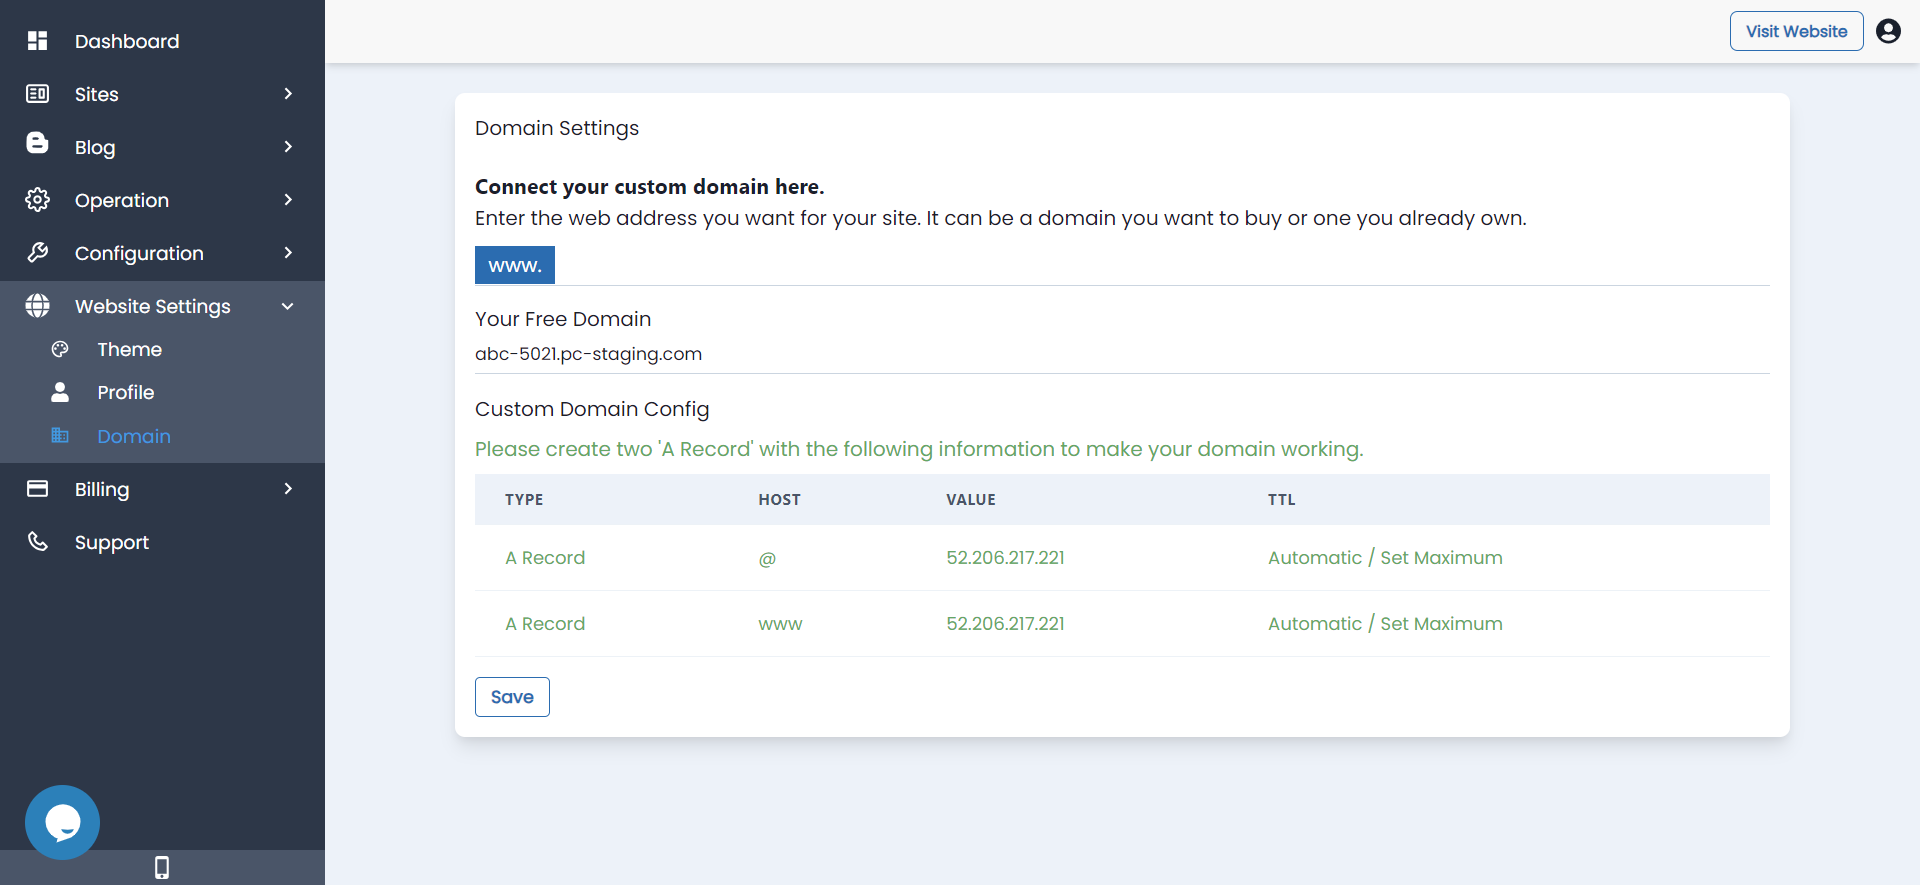 Dashboard
Sites
Blog
Operation
Configuration
Website Settings
Theme
Profile
Domain
Billing
Support
Visit Website
Domain Settings
Connect your custom domain here.
Enter the web address you want for your site. It can be a domain you want to buy or one you already own.
www.
Your Free Domain
abc-5021.pc-staging.com
Custom Domain Config
Please create two 'A Record' with the following information to make your domain working.
TYPE HOST VALUE TTL
A Record @ 52.206.217.221 Automatic / Set Maximum
A Record www 52.206.217.221 Automatic / Set Maximum
Save